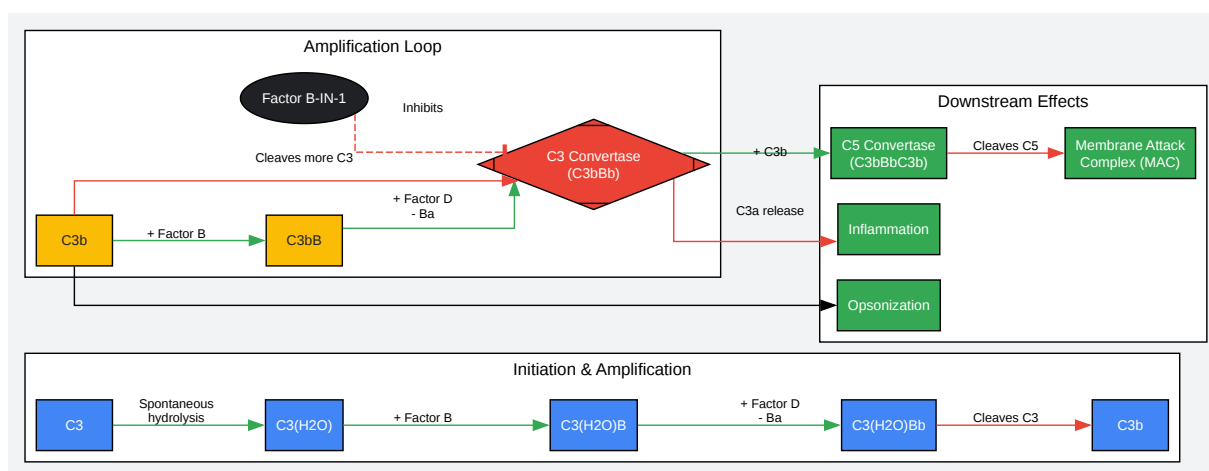 Amplification Loop
Factor B-IN-1
Inhibits
Cleaves more C3
C3 Convertase
(C3bBb)
+ Factor D
- Ba
C3b
+ Factor B
C3bB
+ C3b
C3a release
Downstream Effects
C5 Convertase
(C3bBbC3b)
Cleaves C5
Membrane Attack
Complex (MAC)
Inflammation
Opsonization
Initiation & Amplification
C3
Spontaneous
hydrolysis
C3(H2O)
+ Factor B
C3(H2O)B
+ Factor D
- Ba
C3(H2O)Bb
Cleaves C3
C3b